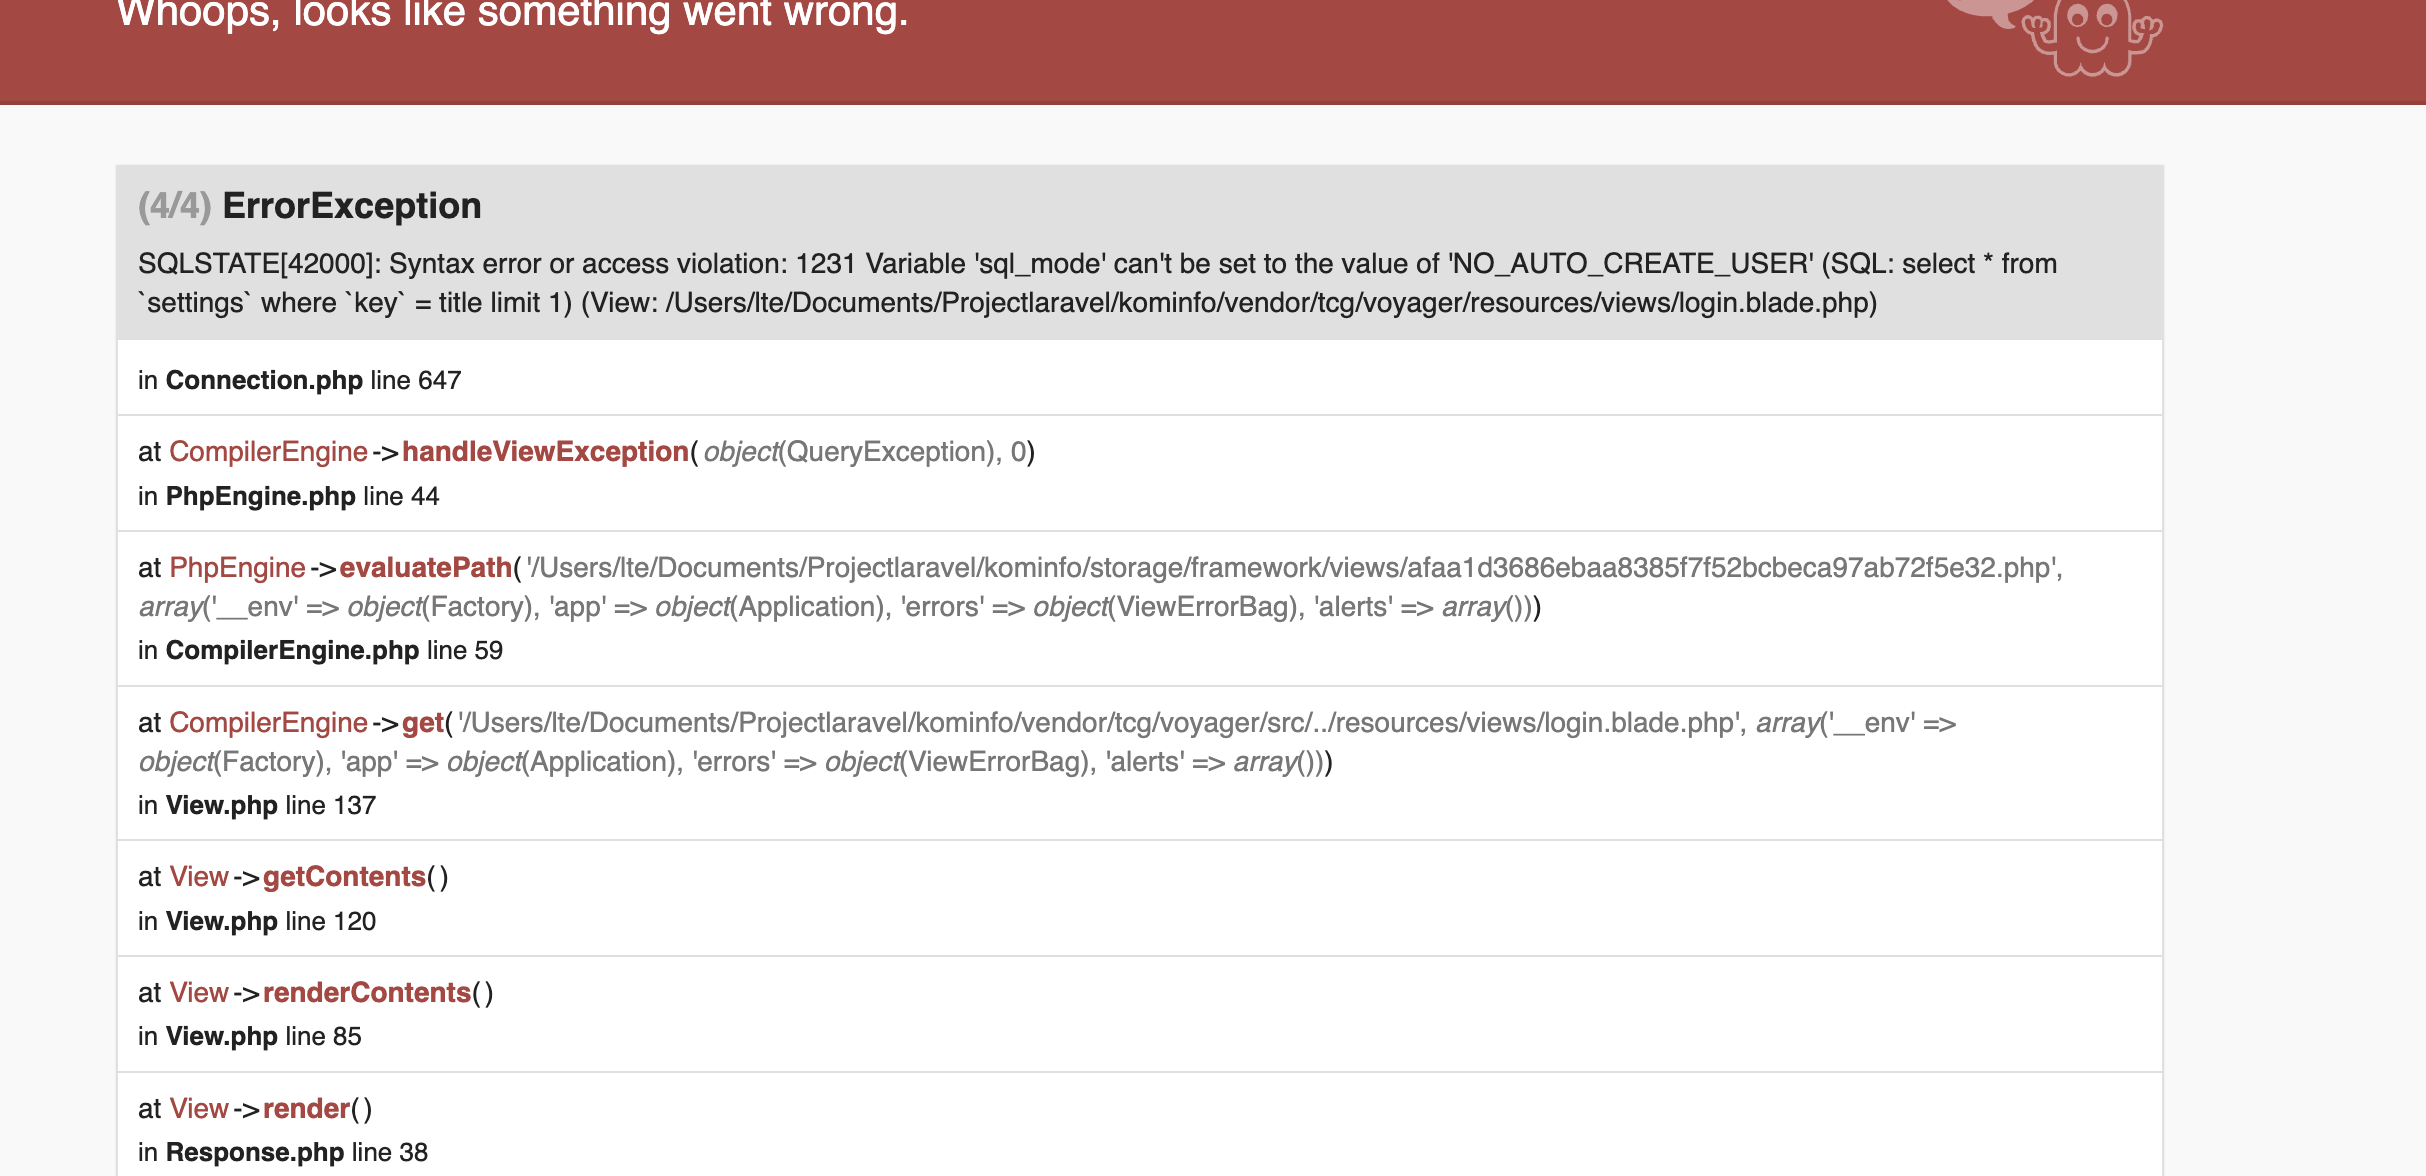 Whoops, looks like something went wrong.
(4/4) ErrorException
SQLSTATE[42000]: Syntax error or access violation: 1231 Variable 'sql_mode' can't be set to the value of 'NO_AUTO_CREATE_USER' (SQL: select * from
`settings` where `key` = title limit 1) (View: /Users/lte/Documents/Projectlaravel/kominfo/vendor/tcg/voyager/resources/views/login.blade.php)
in Connection.php line 647
at CompilerEngine->handleViewException(object(QueryException), 0)
in PhpEngine.php line 44
at PhpEngine->evaluatePath('/Users/lte/Documents/Projectlaravel/kominfo/storage/framework/views/afaa1d3686ebaa8385f7f52bcbeca97ab72f5e32.php',
array('__env' => object(Factory), 'app' => object(Application), 'errors' => object(ViewErrorBag), 'alerts' => array()))
in CompilerEngine.php line 59
at CompilerEngine->get('/Users/lte/Documents/Projectlaravel/kominfo/vendor/tcg/voyager/src/../resources/views/login.blade.php', array('__env' =>
object(Factory), 'app' => object(Application), 'errors' => object(ViewErrorBag), 'alerts' => array()))
in View.php line 137
at View->getContents()
in View.php line 120
at View->renderContents()
in View.php line 85
at View->render()
in Response.php line 38